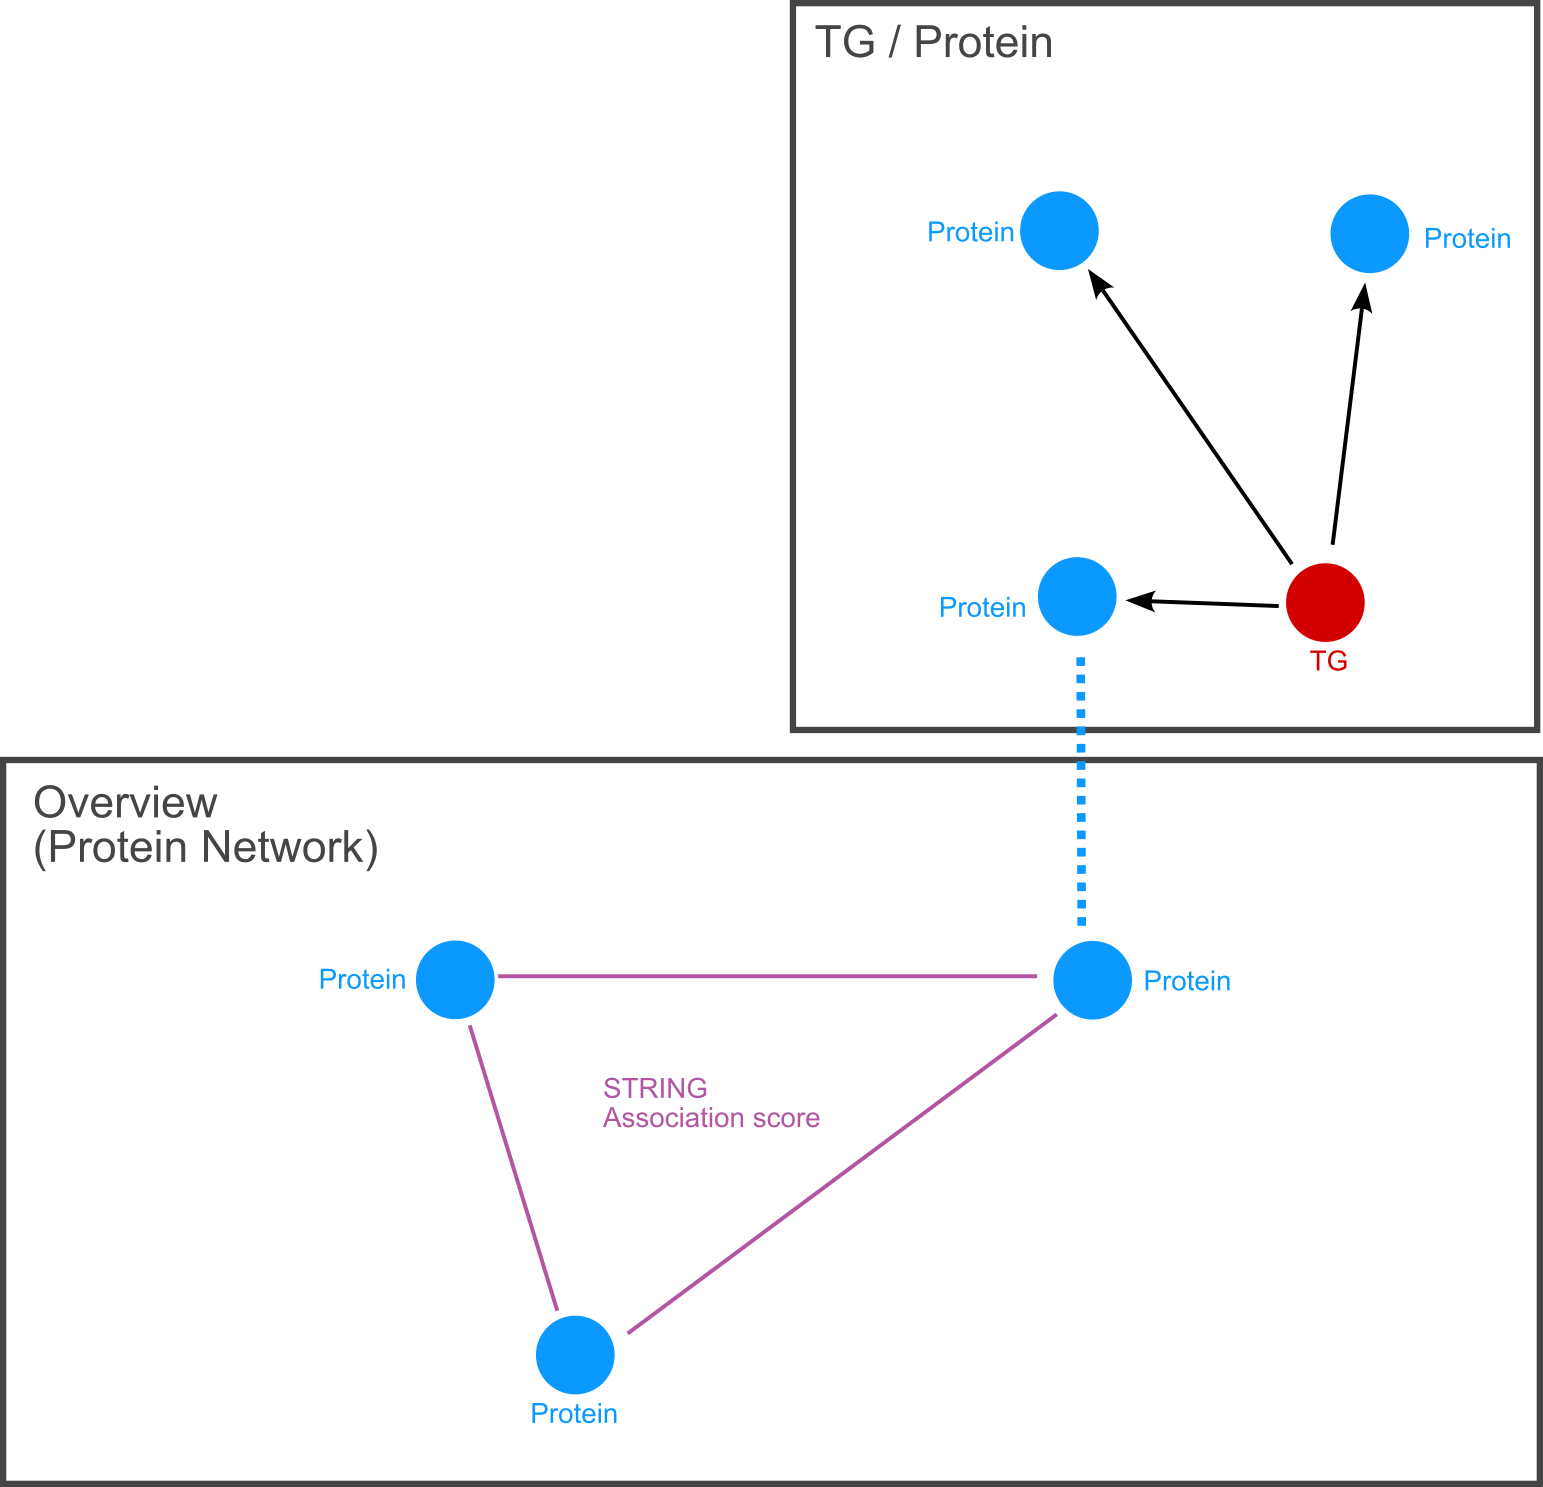 TG / Protein
Protein
Protein
Protein
TG
Overview
(Protein Network)
Protein
Protein
STRING
Association score
Protein